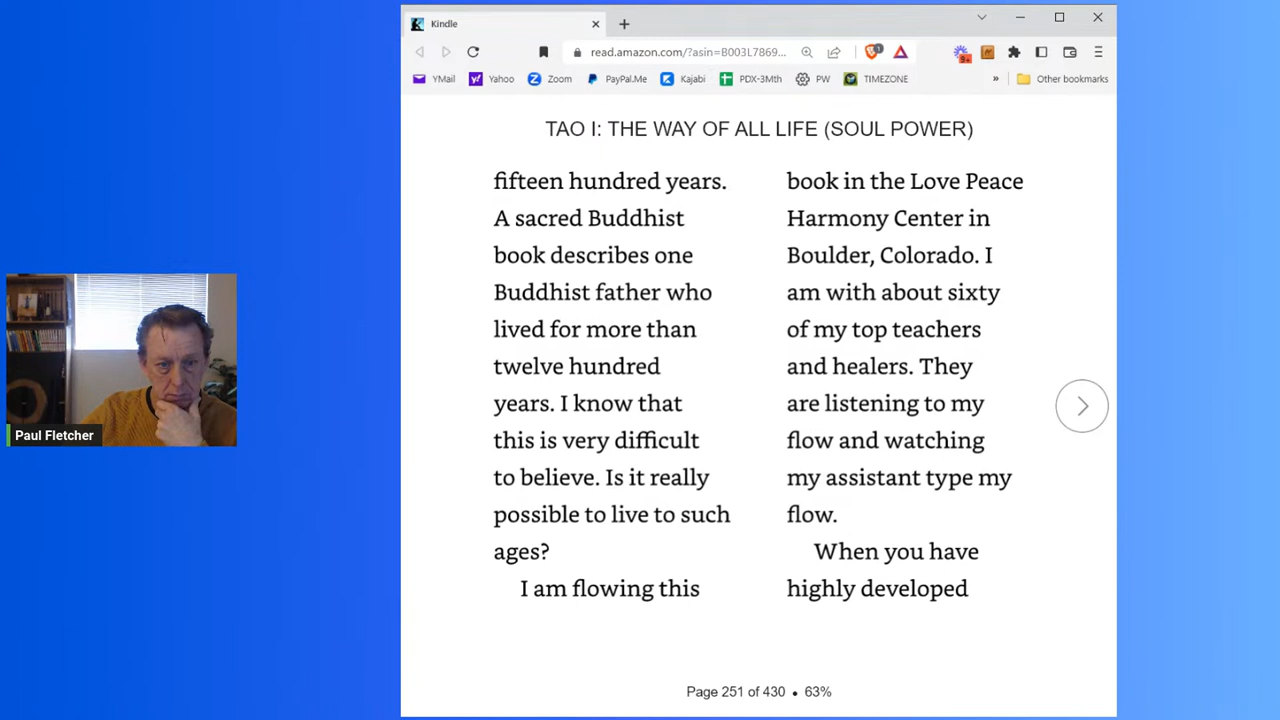 Kindle
read.amazon.com/?asin=B003L7869...
1
9+
YMail
Yahoo
Zoom
PayPal.Me
Kajabi
PDX-3Mth
PW
TIMEZONE
»
Other bookmarks
TAO I: THE WAY OF ALL LIFE (SOUL POWER)
fifteen hundred years.
A sacred Buddhist
book describes one
Buddhist father who
lived for more than
twelve hundred
years. I know that
this is very difficult
to believe. Is it really
possible to live to such
ages?
I am flowing this
book in the Love Peace
Harmony Center in
Boulder, Colorado. I
am with about sixty
of my top teachers
and healers. They
are listening to my
flow and watching
my assistant type my
flow.
When you have
highly developed
Page 251 of 430 • 63%
Paul Fletcher